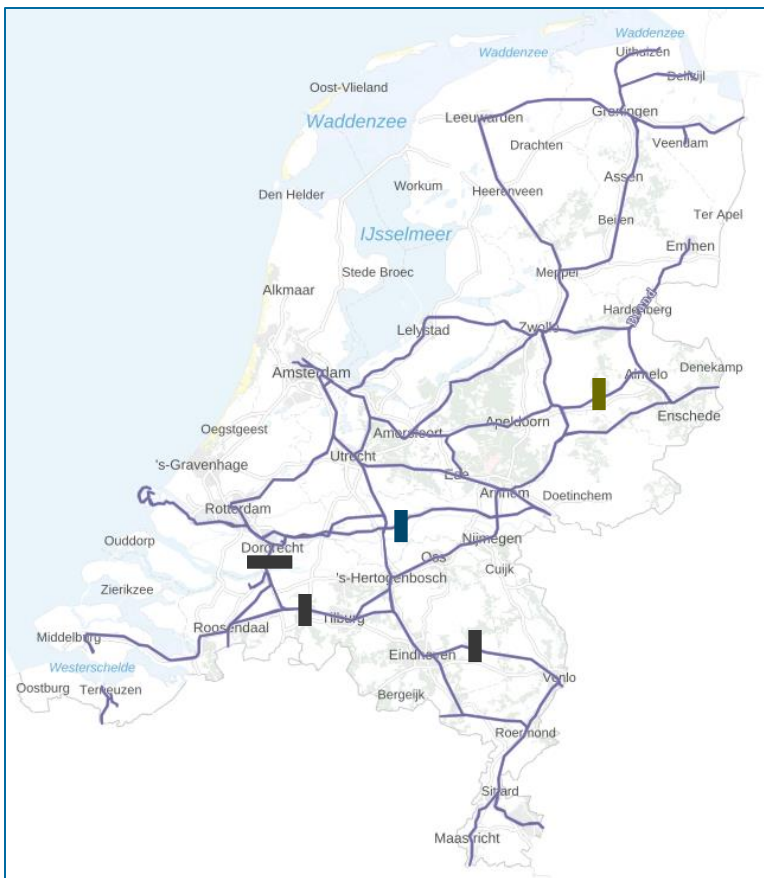 Waddenzee
Uithuizen
Waddenzee
Delfzijl
Oost-Vlieland
Groningen
Leeuwarden
Waddenzee
Drachten
Veendam
Assen
Workum
Heerenveen
Den Helder
Beilen
Ter Apel
IJsselmeer
Emmen
Stede Broec
Meppel
Alkmaar
Hardenberg
Lelystad
Zwolle
Amsterdam
Almelo
Denekamp
Enschede
Apeldoorn
Oegstgeest
Amersfoort
Utrecht
's-Gravenhage
Ede
Arnhem
Doetinchem
Rotterdam
Ouddorp
Nijmegen
Dordrecht
Oss
Cuijk
's-Hertogenbosch
Zierikzee
Tilburg
Roosendaal
Middelburg
Eindhoven
Westerschelde
Venlo
Oostburg
Terneuzen
Bergeijk
Roermond
Sittard
Maastricht